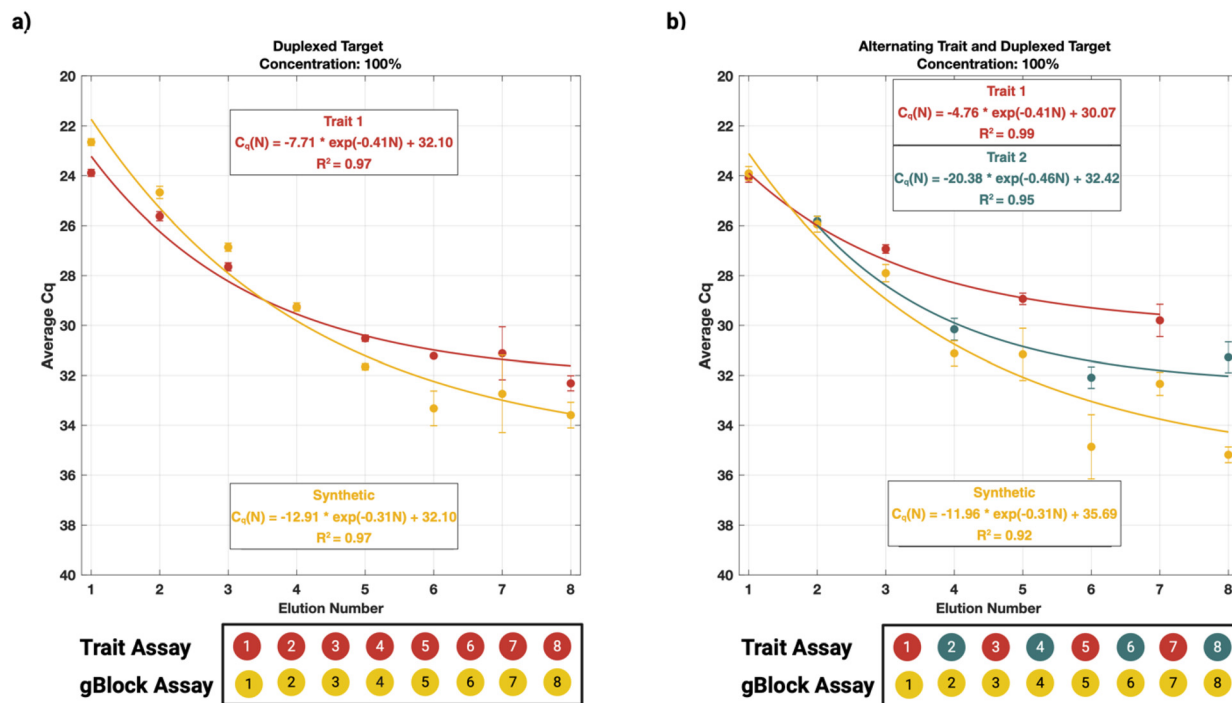 a)
Duplexed Target
Concentration: 100%
20
22
24
26
28
30
32
34
36
38
40
Average Cq
Trait 1
Cq(N) = -7.71 * exp(-0.41N) + 32.10
R² = 0.97
Synthetic
Cq(N) = -12.91 * exp(-0.31N) + 32.10
R² = 0.97
1 2 3 4 5 6 7 8
Elution Number
Trait Assay 1 2 3 4 5 6 7 8
gBlock Assay 1 2 3 4 5 6 7 8
b)
Alternating Trait and Duplexed Target
Concentration: 100%
20
22
24
26
28
30
32
34
36
38
40
Average Cq
Trait 1
Cq(N) = -4.76 * exp(-0.41N) + 30.07
R² = 0.99
Trait 2
Cq(N) = -20.38 * exp(-0.46N) + 32.42
R² = 0.95
Synthetic
Cq(N) = -11.96 * exp(-0.31N) + 35.69
R² = 0.92
1 2 3 4 5 6 7 8
Elution Number
Trait Assay 1 2 3 4 5 6 7 8
gBlock Assay 1 2 3 4 5 6 7 8